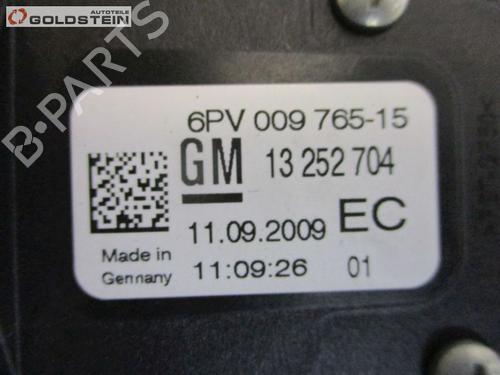 Autoteile
GOLDSTEIN
B-PARTS
6PV 009 765-15
GM 13 252 704
11.09.2009 EC
Made in
Germany
11:09:26 01